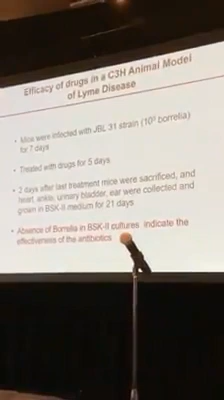 Efficacy of drugs in a C3H Animal Model
of Lyme Disease
• Mice were infected with JBL 31 strain (10⁵ borrelia)
for 7 days
• Treated with drugs for 5 days
• 2 days after last treatment mice were sacrificed, and
heart, ankle, urinary bladder, ear were collected and
grown in BSK-II medium for 21 days
• Absence of Borrelia in BSK-II cultures indicate the
effectiveness of the antibiotics